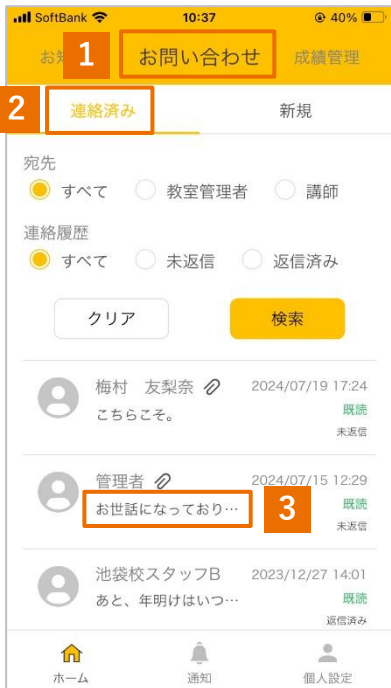 SoftBank 10:37 40%
お知 1 お問い合わせ 成績管理
2 連絡済み 新規
宛先
すべて 教室管理者 講師
連絡履歴
すべて 未返信 返信済み
クリア 検索
梅村 友梨奈 2024/07/19 17:24
こちらこそ。 既読
未返信
管理者 2024/07/15 12:29
お世話になっており… 3 既読
未返信
池袋校スタッフB 2023/12/27 14:01
あと、年明けはいつ… 既読
返信済み
ホーム 通知 個人設定